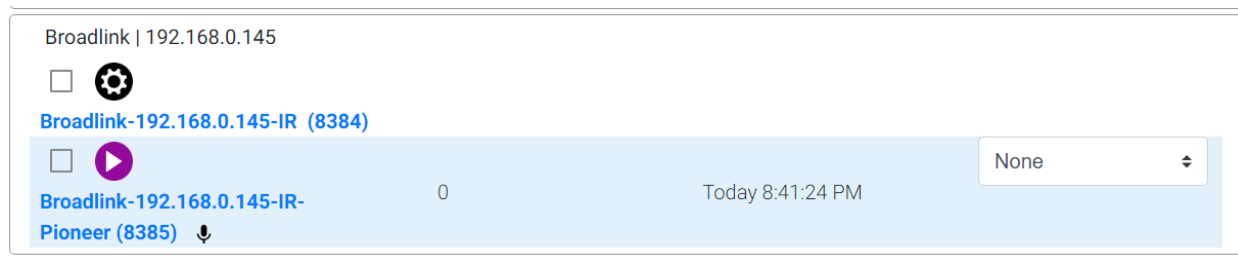 Broadlink | 192.168.0.145
Broadlink-192.168.0.145-IR (8384)
None
Broadlink-192.168.0.145-IR-
Pioneer (8385)
0
Today 8:41:24 PM